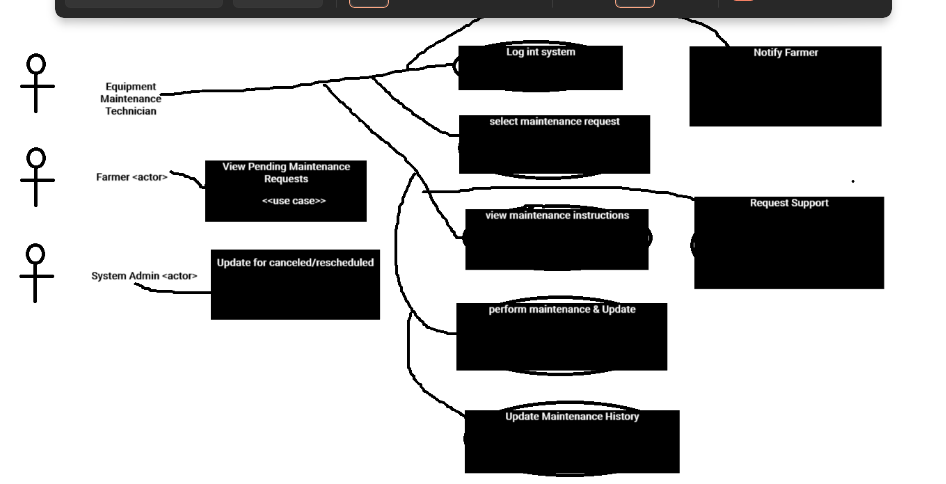 Log int system
Notify Farmer
Equipment
Maintenance
Technician
select maintenance request
View Pending Maintenance
Requests
<<use case>>
Farmer <actor>
Request Support
view maintenance instructions
Update for canceled/rescheduled
System Admin <actor>
perform maintenance & Update
Update Maintenance History